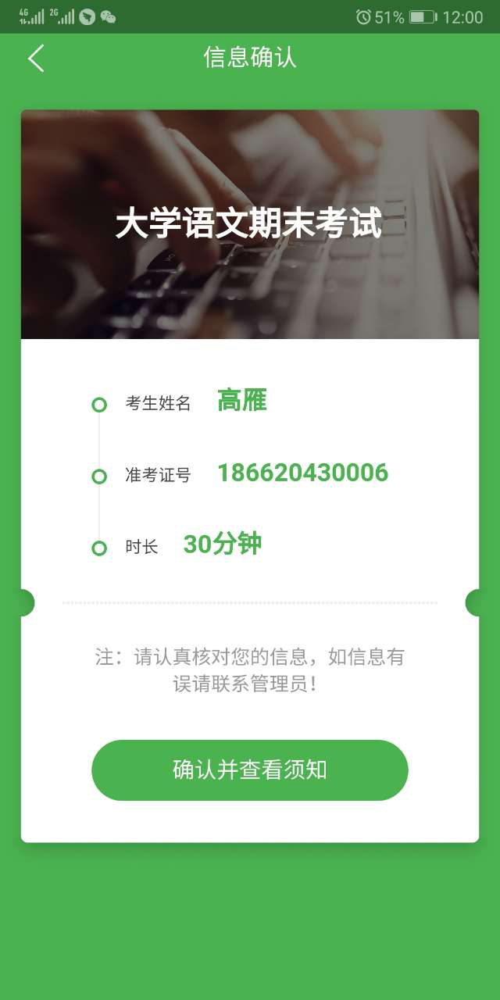 4G 2G 51% 12:00
信息确认
大学语文期末考试
考生姓名 高雁
准考证号 186620430006
时长 30分钟
注：请认真核对您的信息，如信息有
误请联系管理员！
确认并查看须知